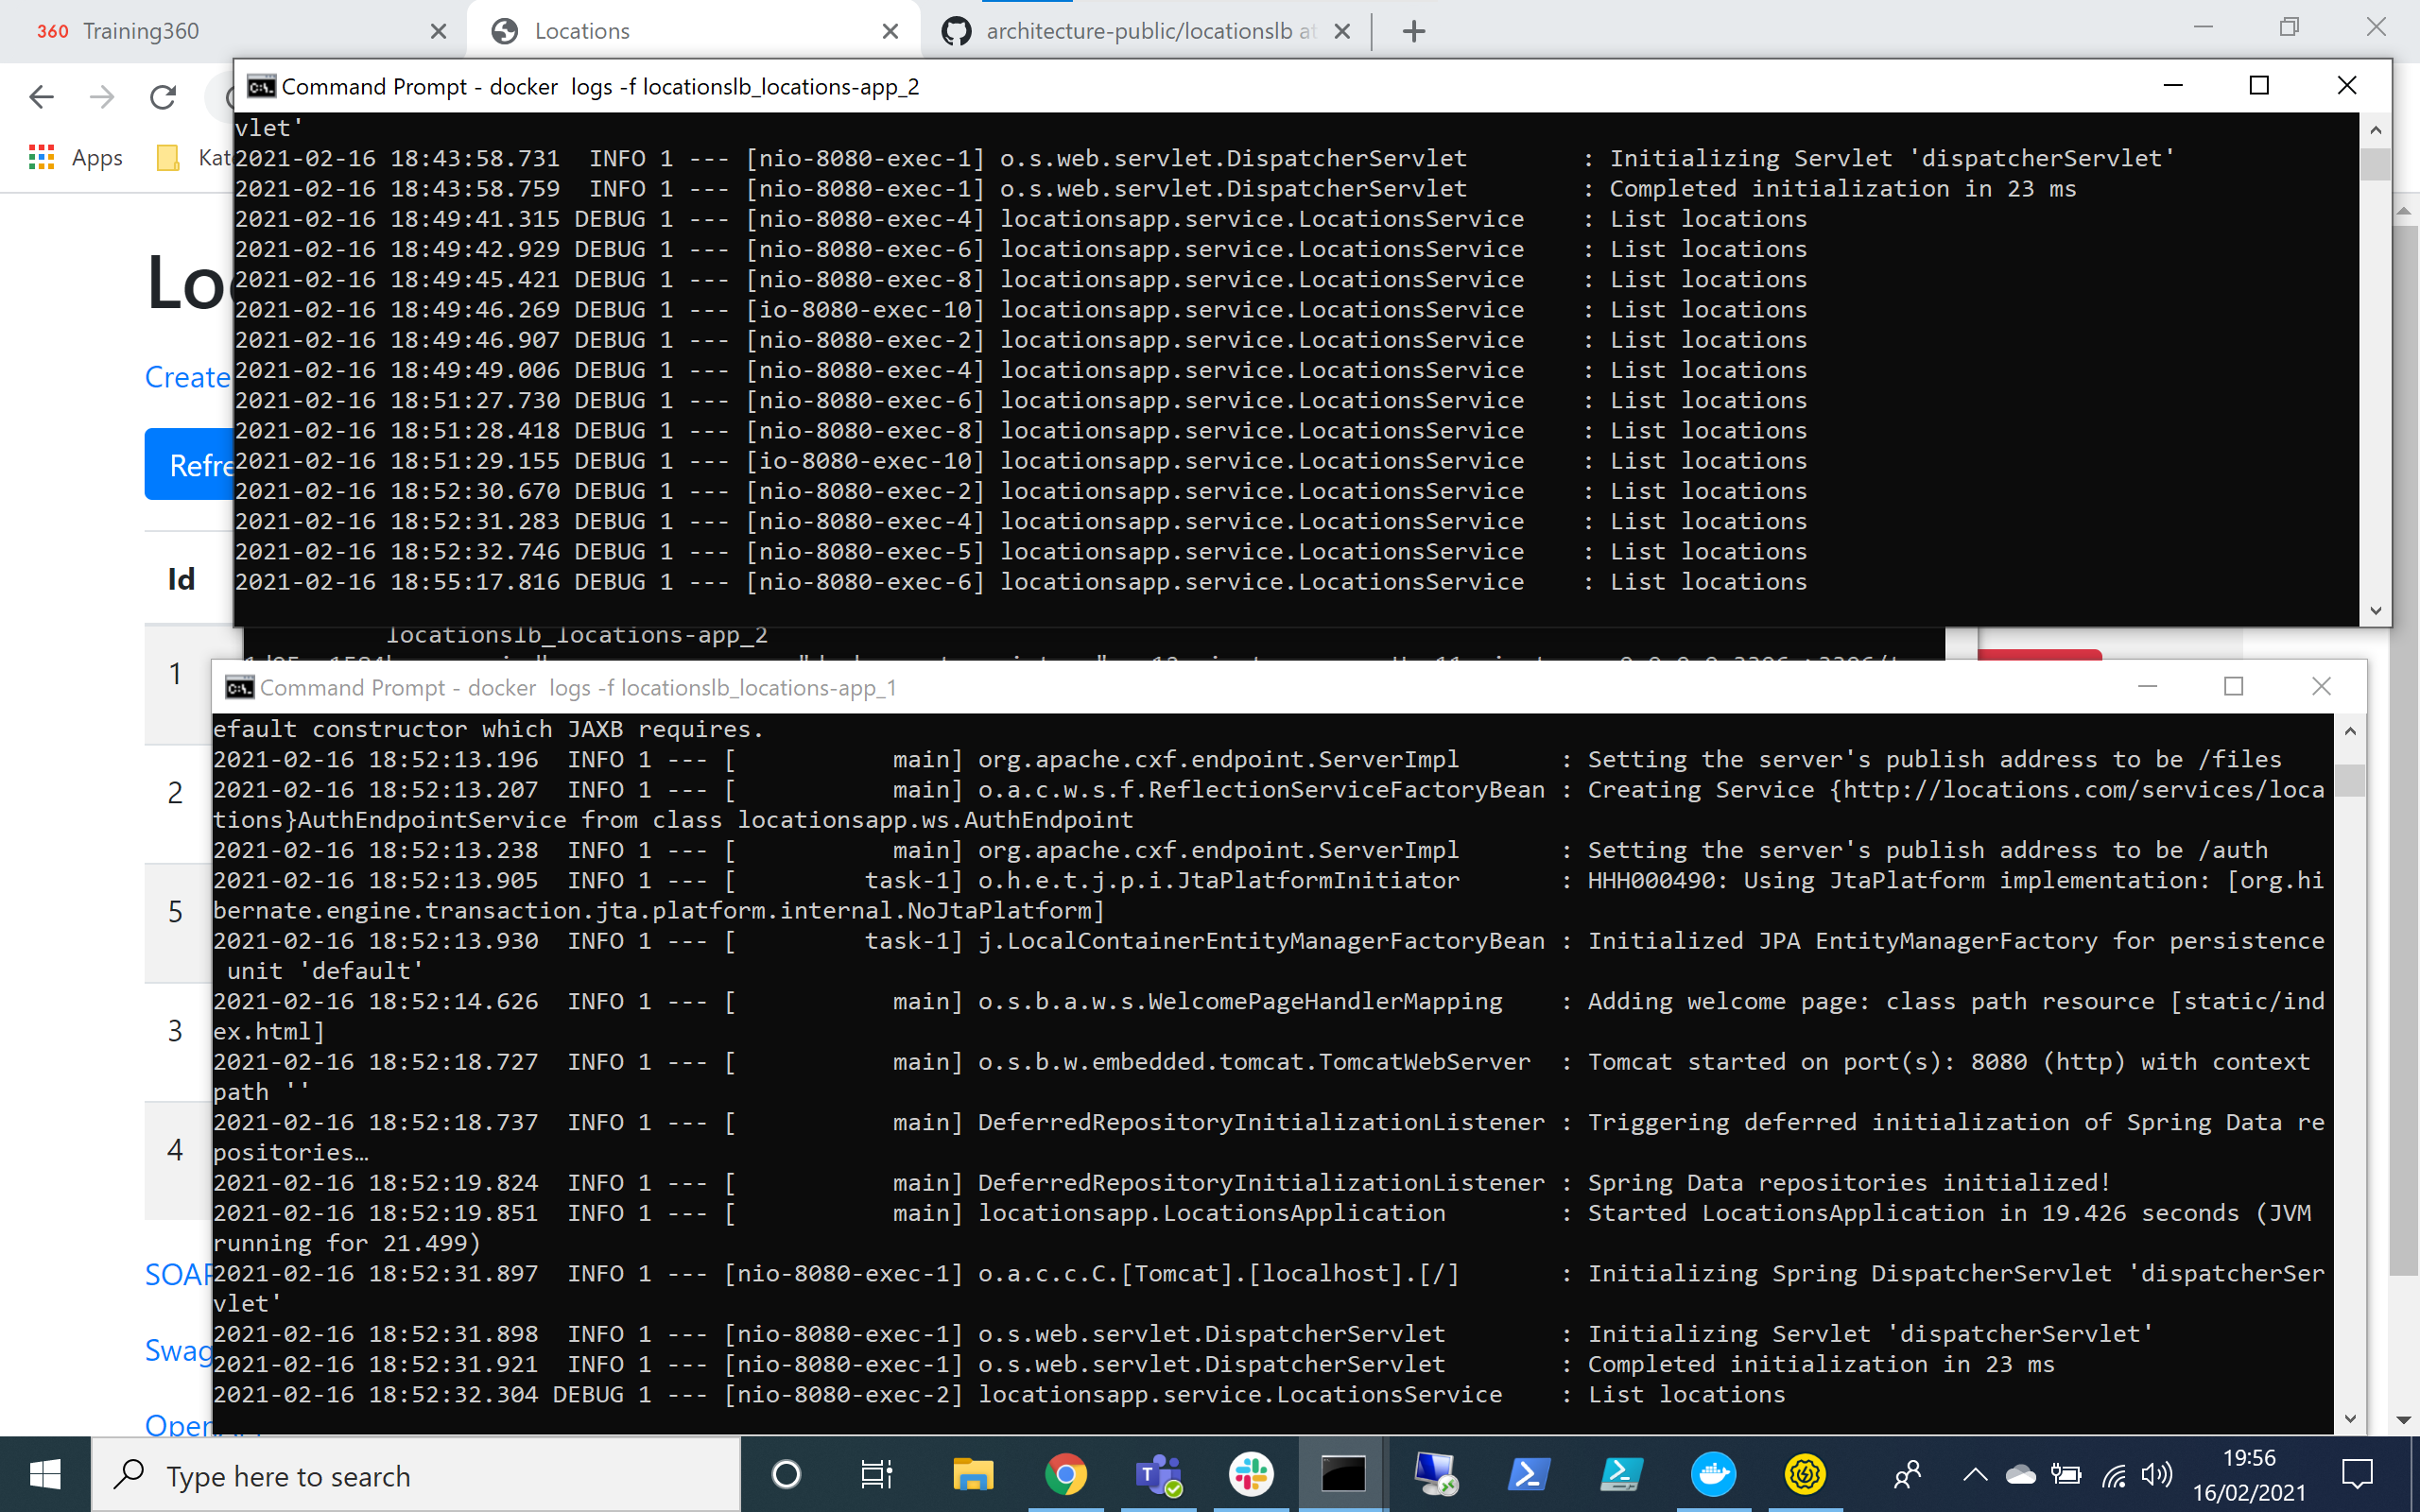 360 Training360
Locations
architecture-public/locationslb at
Command Prompt - docker  logs -f locationslb_locations-app_2
Apps
Kat
vlet'
2021-02-16 18:43:58.731  INFO 1 --- [nio-8080-exec-1] o.s.web.servlet.DispatcherServlet        : Initializing Servlet 'dispatcherServlet'
2021-02-16 18:43:58.759  INFO 1 --- [nio-8080-exec-1] o.s.web.servlet.DispatcherServlet        : Completed initialization in 23 ms
2021-02-16 18:49:41.315 DEBUG 1 --- [nio-8080-exec-4] locationsapp.service.LocationsService    : List locations
2021-02-16 18:49:42.929 DEBUG 1 --- [nio-8080-exec-6] locationsapp.service.LocationsService    : List locations
2021-02-16 18:49:45.421 DEBUG 1 --- [nio-8080-exec-8] locationsapp.service.LocationsService    : List locations
2021-02-16 18:49:46.269 DEBUG 1 --- [io-8080-exec-10] locationsapp.service.LocationsService    : List locations
2021-02-16 18:49:46.907 DEBUG 1 --- [nio-8080-exec-2] locationsapp.service.LocationsService    : List locations
2021-02-16 18:49:49.006 DEBUG 1 --- [nio-8080-exec-4] locationsapp.service.LocationsService    : List locations
2021-02-16 18:51:27.730 DEBUG 1 --- [nio-8080-exec-6] locationsapp.service.LocationsService    : List locations
2021-02-16 18:51:28.418 DEBUG 1 --- [nio-8080-exec-8] locationsapp.service.LocationsService    : List locations
2021-02-16 18:51:29.155 DEBUG 1 --- [io-8080-exec-10] locationsapp.service.LocationsService    : List locations
2021-02-16 18:52:30.670 DEBUG 1 --- [nio-8080-exec-2] locationsapp.service.LocationsService    : List locations
2021-02-16 18:52:31.283 DEBUG 1 --- [nio-8080-exec-4] locationsapp.service.LocationsService    : List locations
2021-02-16 18:52:32.746 DEBUG 1 --- [nio-8080-exec-5] locationsapp.service.LocationsService    : List locations
2021-02-16 18:55:17.816 DEBUG 1 --- [nio-8080-exec-6] locationsapp.service.LocationsService    : List locations
Loc
Create
Refre
Id
1
2
5
3
4
SOAP
Swag
Open
locationslb_locations-app_2
Command Prompt - docker  logs -f locationslb_locations-app_1
efault constructor which JAXB requires.
2021-02-16 18:52:13.196  INFO 1 --- [           main] org.apache.cxf.endpoint.ServerImpl       : Setting the server's publish address to be /files
2021-02-16 18:52:13.207  INFO 1 --- [           main] o.a.c.w.s.f.ReflectionServiceFactoryBean : Creating Service {http://locations.com/services/loca
tions}AuthEndpointService from class locationsapp.ws.AuthEndpoint
2021-02-16 18:52:13.238  INFO 1 --- [           main] org.apache.cxf.endpoint.ServerImpl       : Setting the server's publish address to be /auth
2021-02-16 18:52:13.905  INFO 1 --- [         task-1] o.h.e.t.j.p.i.JtaPlatformInitiator       : HHH000490: Using JtaPlatform implementation: [org.hi
bernate.engine.transaction.jta.platform.internal.NoJtaPlatform]
2021-02-16 18:52:13.930  INFO 1 --- [         task-1] j.LocalContainerEntityManagerFactoryBean : Initialized JPA EntityManagerFactory for persistence
 unit 'default'
2021-02-16 18:52:14.626  INFO 1 --- [           main] o.s.b.a.w.s.WelcomePageHandlerMapping    : Adding welcome page: class path resource [static/ind
ex.html]
2021-02-16 18:52:18.727  INFO 1 --- [           main] o.s.b.w.embedded.tomcat.TomcatWebServer  : Tomcat started on port(s): 8080 (http) with context
path ''
2021-02-16 18:52:18.737  INFO 1 --- [           main] DeferredRepositoryInitializationListener : Triggering deferred initialization of Spring Data re
positories…
2021-02-16 18:52:19.824  INFO 1 --- [           main] DeferredRepositoryInitializationListener : Spring Data repositories initialized!
2021-02-16 18:52:19.851  INFO 1 --- [           main] locationsapp.LocationsApplication        : Started LocationsApplication in 19.426 seconds (JVM
running for 21.499)
2021-02-16 18:52:31.897  INFO 1 --- [nio-8080-exec-1] o.a.c.c.C.[Tomcat].[localhost].[/]       : Initializing Spring DispatcherServlet 'dispatcherSer
vlet'
2021-02-16 18:52:31.898  INFO 1 --- [nio-8080-exec-1] o.s.web.servlet.DispatcherServlet        : Initializing Servlet 'dispatcherServlet'
2021-02-16 18:52:31.921  INFO 1 --- [nio-8080-exec-1] o.s.web.servlet.DispatcherServlet        : Completed initialization in 23 ms
2021-02-16 18:52:32.304 DEBUG 1 --- [nio-8080-exec-2] locationsapp.service.LocationsService    : List locations
Type here to search
19:56
16/02/2021